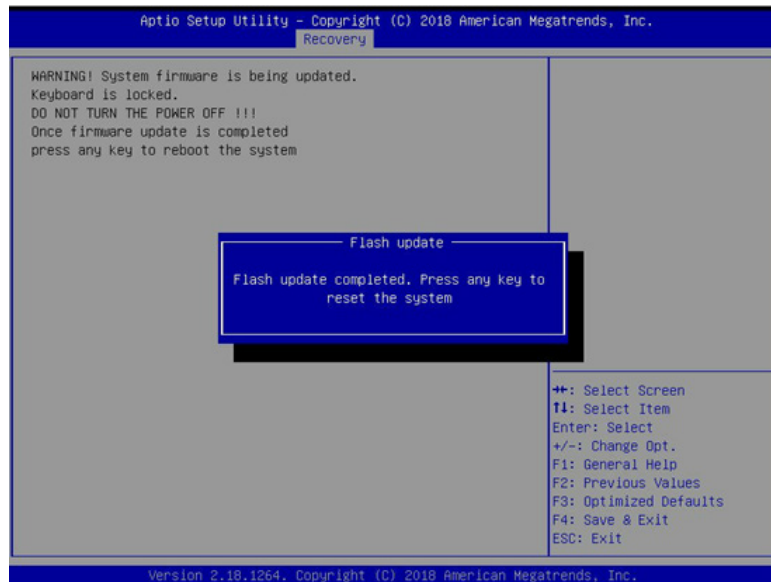 Aptio Setup Utility – Copyright (C) 2018 American Megatrends, Inc.
Recovery
WARNING! System firmware is being updated.
Keyboard is locked.
DO NOT TURN THE POWER OFF !!!
Once firmware update is completed
press any key to reboot the system
Flash update
Flash update completed. Press any key to
reset the system
→←: Select Screen
↑↓: Select Item
Enter: Select
+/-: Change Opt.
F1: General Help
F2: Previous Values
F3: Optimized Defaults
F4: Save & Exit
ESC: Exit
Version 2.18.1264. Copyright (C) 2018 American Megatrends, Inc.